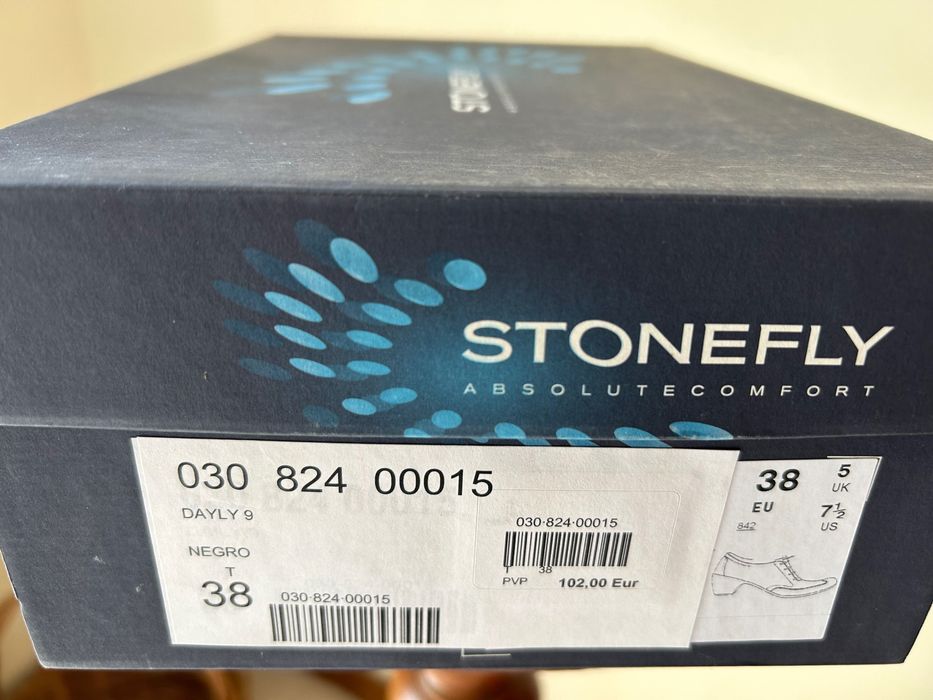 STONEFLY
STONEFLY
ABSOLUTECOMFORT
030 824 00015
DAYLY 9
NEGRO
T
38
030-824-00015
030-824-00015
T 38
PVP 102,00 Eur
38
EU
842
5
UK
7½
US